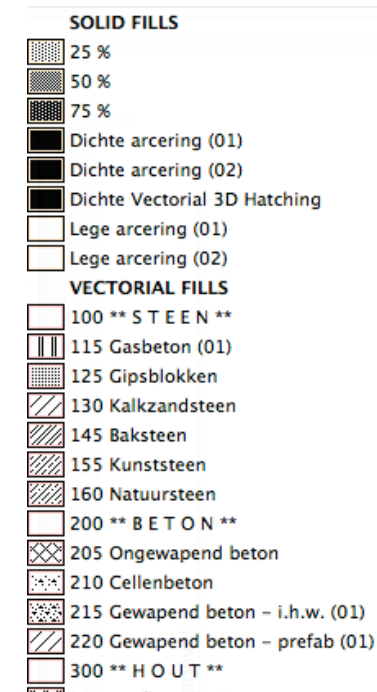 SOLID FILLS
25 %
50 %
75 %
Dichte arcering (01)
Dichte arcering (02)
Dichte Vectorial 3D Hatching
Lege arcering (01)
Lege arcering (02)
VECTORIAL FILLS
100 ** S T E E N **
115 Gasbeton (01)
125 Gipsblokken
130 Kalkzandsteen
145 Baksteen
155 Kunststeen
160 Natuursteen
200 ** B E T O N **
205 Ongewapend beton
210 Cellenbeton
215 Gewapend beton – i.h.w. (01)
220 Gewapend beton – prefab (01)
300 ** H O U T **